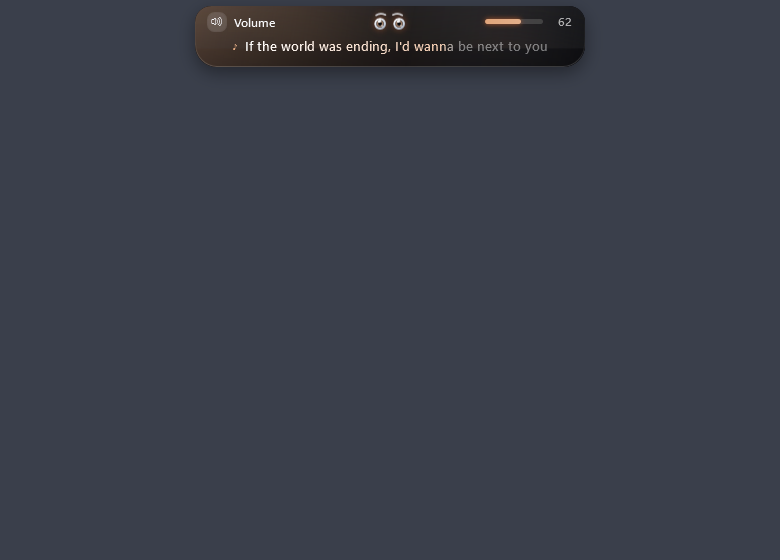 Volume 62
♪ If the world was ending, I'd wanna be next to you